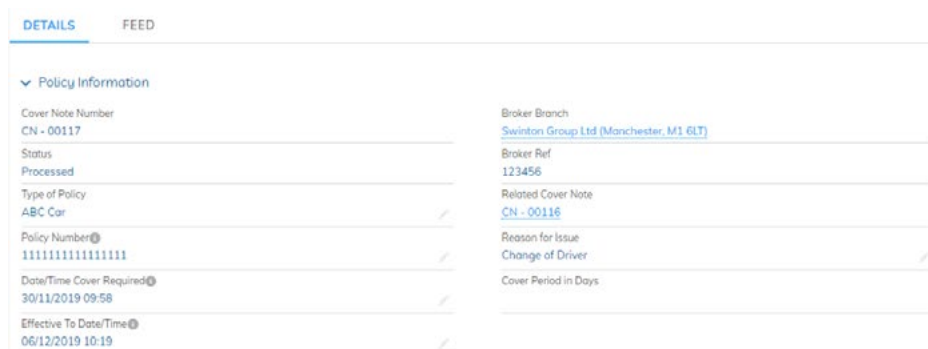 DETAILS FEED
Policy Information
Cover Note Number
CN - 00117
Status
Processed
Type of Policy
ABC Car
Policy Number
1111111111111111
Date/Time Cover Required
30/11/2019 09:58
Effective To Date/Time
06/12/2019 10:19
Broker Branch
Swinton Group Ltd (Manchester, M1 6LT)
Broker Ref
123456
Related Cover Note
CN - 00116
Reason for Issue
Change of Driver
Cover Period in Days